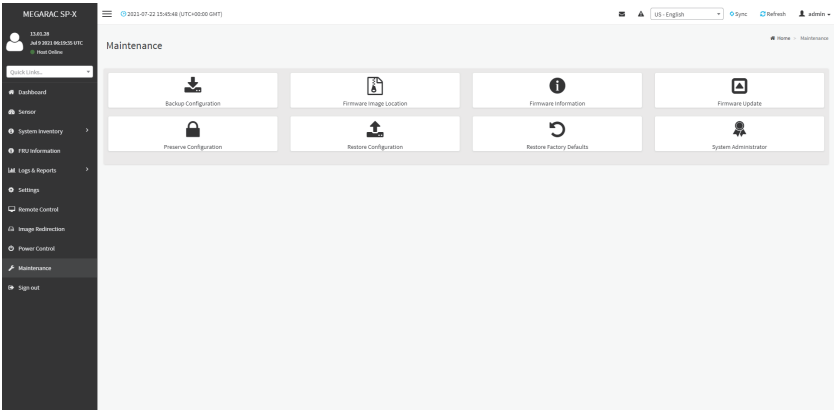 MEGARAC SP-X
2021-07-22 15:45:48 (UTC+00:00 GMT)
US - English
Sync
Refresh
admin
13.01.28
Jul 9 2021 06:19:35 UTC
Host Online
Quick Links...
Dashboard
Sensor
System Inventory
FRU Information
Logs & Reports
Settings
Remote Control
Image Redirection
Power Control
Maintenance
Sign out
Maintenance
Home > Maintenance
Backup Configuration
Firmware Image Location
Firmware Information
Firmware Update
Preserve Configuration
Restore Configuration
Restore Factory Defaults
System Administrator